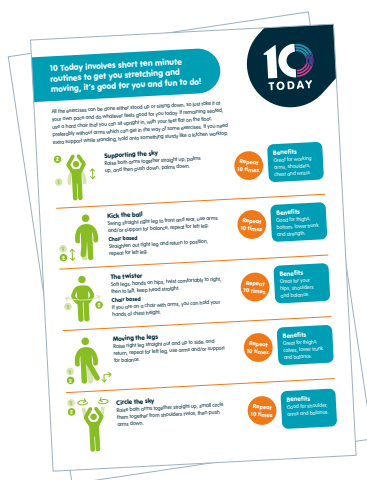 10 Today involves short ten minute
routines to get you stretching and
moving, it's good for you and fun to do!
10
TODAY
All the exercises can be done either stood up or sitting down, so just take it at
your own pace and do whatever feels good for you today. If remaining seated,
use a hard chair that you can sit upright in, with your feet flat on the floor,
preferably without arms which can get in the way of some exercises. If you need
extra support while standing, hold onto something sturdy like a kitchen worktop.
Supporting the sky
Raise both arms together straight up, palms
up, and then push down, palms down.
Repeat
10 times
Benefits
Great for working
arms, shoulders,
chest and wrists.
Kick the ball
Swing straight right leg to front and rear, use arms
and/or support for balance, repeat for left leg.
Chair based
Straighten out right leg and return to position,
repeat for left leg.
Repeat
10 times
Benefits
Great for thighs,
bottom, lower trunk
and strength.
The twister
Soft legs, hands on hips, twist comfortably to right,
then to left, keep head straight.
Chair based
If you are on a chair with arms, you can hold your
hands at chest height.
Repeat
10 times
Benefits
Great for your
hips, shoulders
and balance.
Moving the legs
Raise right leg straight out and up to side, and
return, repeat for left leg, use arms and/or support
for balance.
Repeat
10 times
Benefits
Great for thighs,
calves, lower trunk
and balance.
Circle the sky
Raise both arms together straight up, small circle
them together from shoulders twice, then push
arms down.
Repeat
10 times
Benefits
Good for shoulder,
arms and balance.